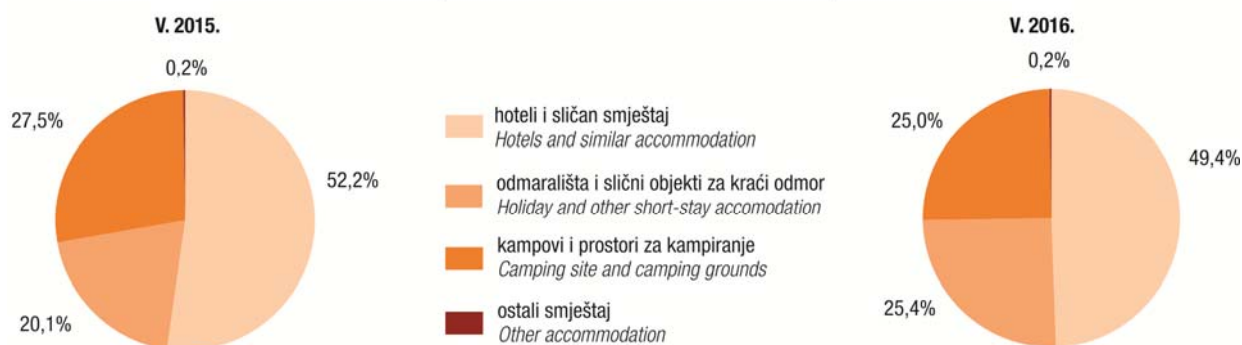 V. 2015.
0,2%
27,5%
52,2%
20,1%
hoteli i sličan smještaj
Hotels and similar accommodation
odmarališta i slični objekti za kraći odmor
Holiday and other short-stay accomodation
kampovi i prostori za kampiranje
Camping site and camping grounds
ostali smještaj
Other accommodation
V. 2016.
0,2%
25,0%
49,4%
25,4%